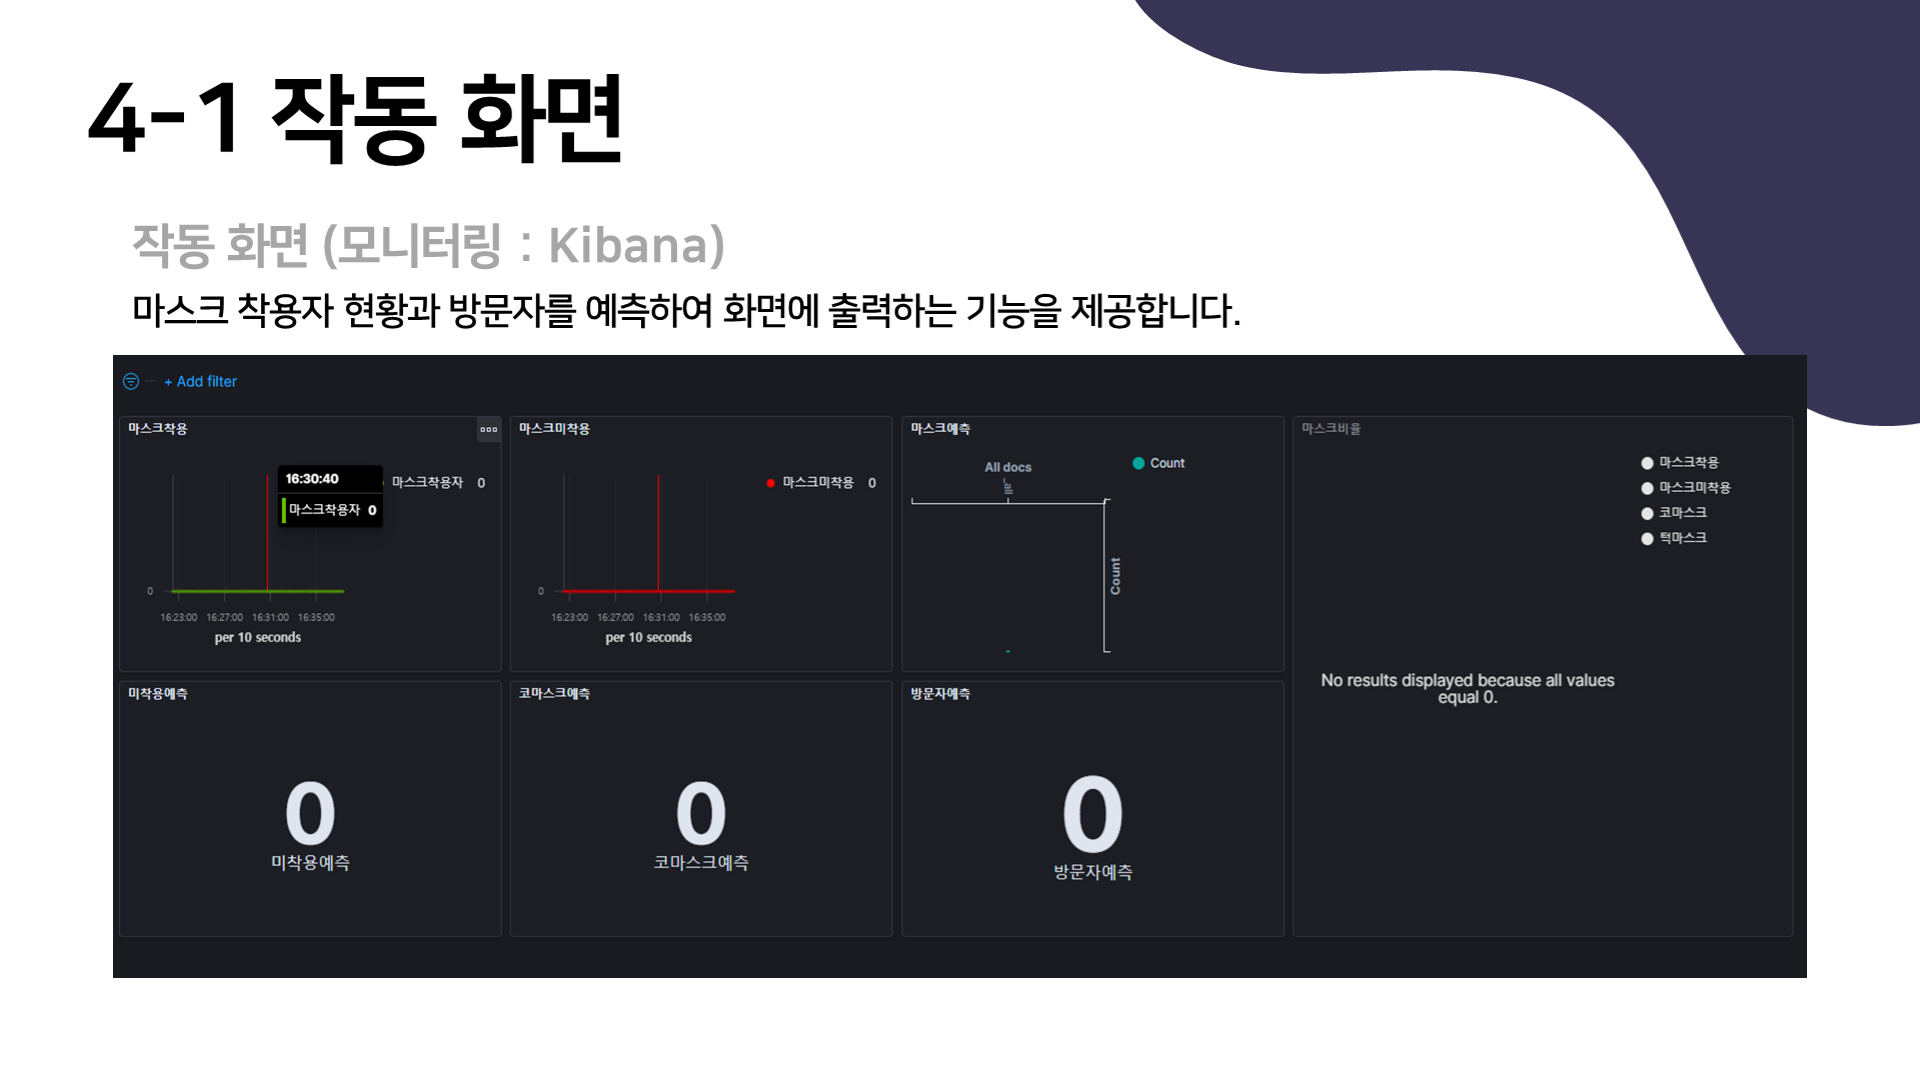 4-1 작동 화면
작동 화면 (모니터링 : Kibana)
마스크 착용자 현황과 방문자를 예측하여 화면에 출력하는 기능을 제공합니다.
+ Add filter
마스크착용
16:30:40
마스크착용자 0
마스크착용자 0
0
16:23:00 16:27:00 16:31:00 16:35:00
per 10 seconds
마스크미착용
마스크미착용 0
0
16:23:00 16:27:00 16:31:00 16:35:00
per 10 seconds
마스크예측
All docs
_all
Count
Count
마스크비율
마스크착용
마스크미착용
코마스크
턱마스크
No results displayed because all values
equal 0.
미착용예측
0
미착용예측
코마스크예측
0
코마스크예측
방문자예측
0
방문자예측